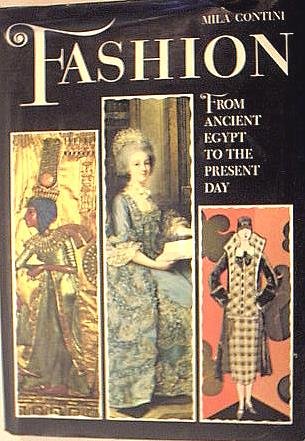 MILA CONTINI
FASHION
FROM
ANCIENT
EGYPT
TO THE
PRESENT
DAY